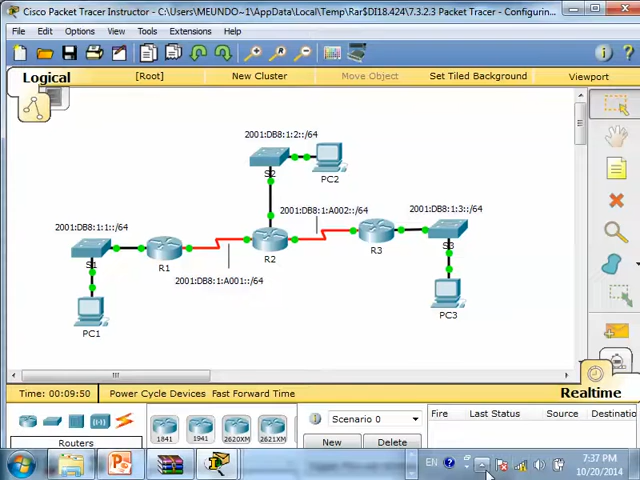 Cisco Packet Tracer Instructor - C:\Users\MEUNDO~1\AppData\Local\Temp\Rar$DI18.424\7.3.2.3 Packet Tracer - Configurin...
File Edit Options View Tools Extensions Help
Logical [Root] New Cluster Move Object Set Tiled Background Viewport
2001:DB8:1:2::/64
S2
PC2
2001:DB8:1:A002::/64
2001:DB8:1:3::/64
2001:DB8:1:1::/64
S1
R1
R2
R3
S3
2001:DB8:1:A001::/64
PC1
PC3
Time: 00:09:50 Power Cycle Devices Fast Forward Time Realtime
Scenario 0
Fire Last Status Source Destinatio
1841 1941 2620XM 2621XM
Routers
New Delete
EN
7:37 PM
10/20/2014